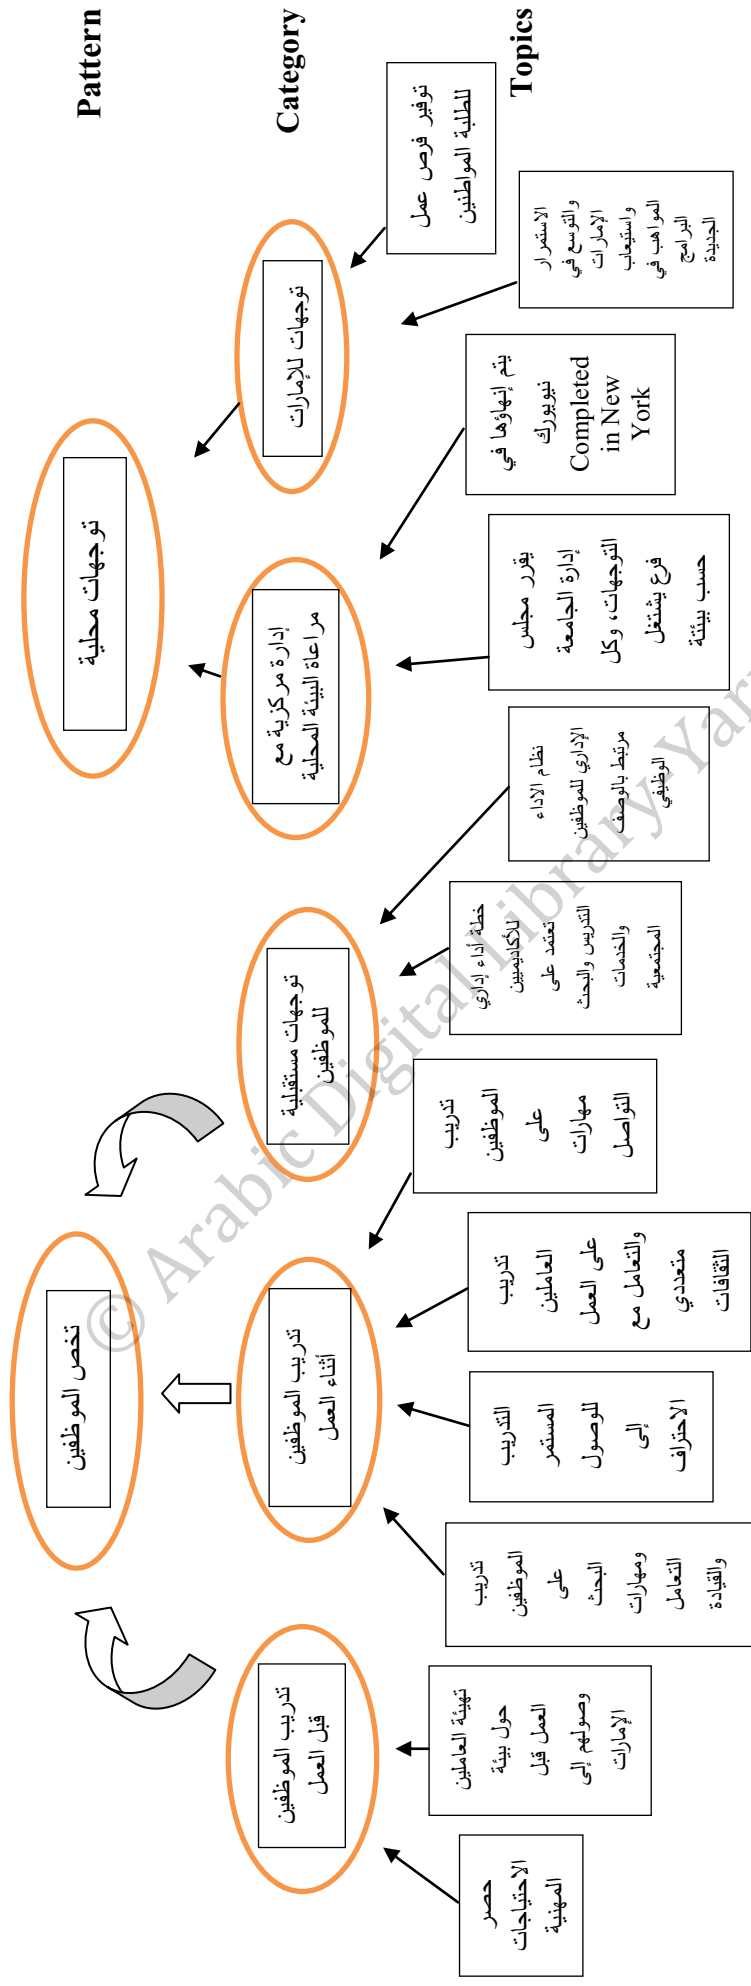 Pattern
توجهات محلية
تخص الموظفين
Category
توجهات للإمارات
إدارة مركزية مع
مراعاة البيئة المحلية
توجهات مستقبلية
للموظفين
تدريب الموظفين
أثناء العمل
تدريب الموظفين
قبل العمل
Topics
توفير فرص عمل
للطلبة المواطنين
الاستمرار
والتوسع في
الإمارات
واستيعاب
المواهب في
البرامج
الجديدة
يتم إنهاؤها في
نيويورك
Completed
in New
York
يقرر مجلس
إدارة الجامعة
التوجهات، وكل
فرع يشتغل
حسب بيئتة
نظام الاداء
الإداري للموظفين
مرتبط بالوصف
الوظيفي
خطة أداء إداري
للأكاديميين
تعتمد على
التدريس والبحث
والخدمات
المجتمعية
تدريب
الموظفين
على
مهارات
التواصل
تدريب
العاملين
على العمل
والتعامل مع
متعددي
الثقافات
التدريب
المستمر
للوصول
إلى
الاحتراف
تدريب
الموظفين
على
البحث
ومهارات
التعامل
والقيادة
تهيئة العاملين
حول بيئة
العمل قبل
وصولهم إلى
الإمارات
حصر
الاحتياجات
المهنية
© Arabic Digital Library-Yar